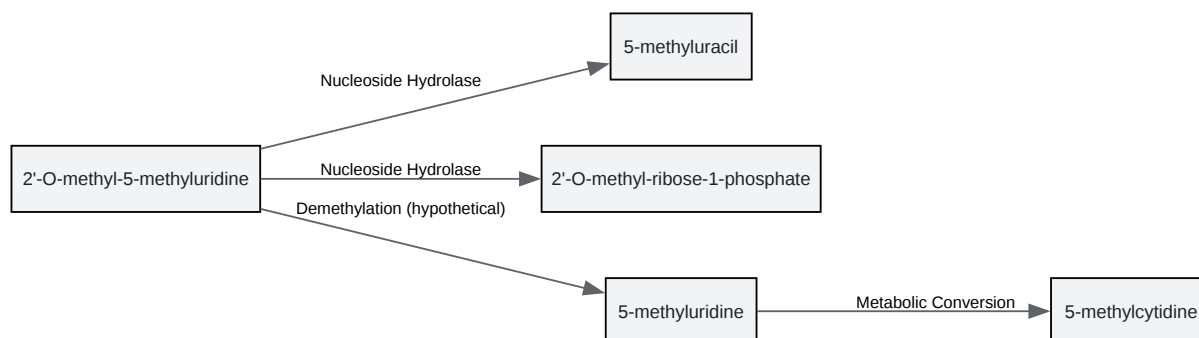 5-methyluracil
Nucleoside Hydrolase
2'-O-methyl-5-methyluridine
Nucleoside Hydrolase
2'-O-methyl-ribose-1-phosphate
Demethylation (hypothetical)
5-methyluridine
Metabolic Conversion
5-methylcytidine